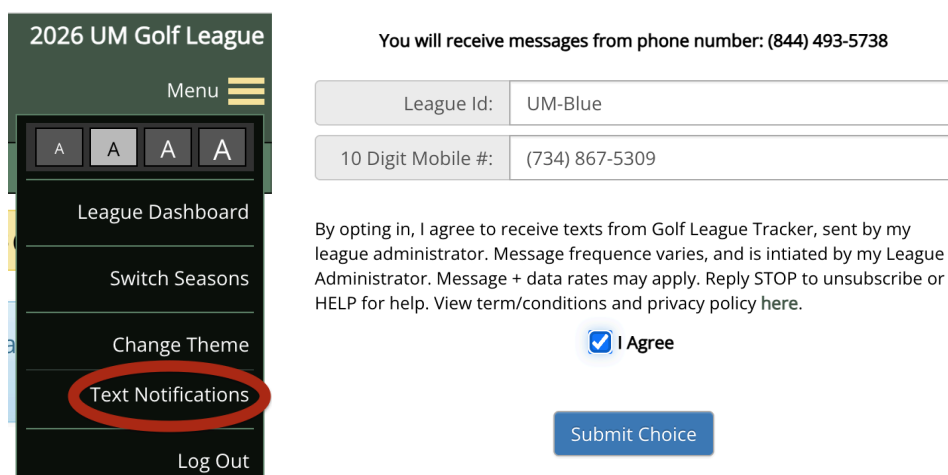 2026 UM Golf League
Menu
A A A A
League Dashboard
Switch Seasons
Change Theme
Text Notifications
Log Out
You will receive messages from phone number: (844) 493-5738
League Id: UM-Blue
10 Digit Mobile #: (734) 867-5309
By opting in, I agree to receive texts from Golf League Tracker, sent by my
league administrator. Message frequence varies, and is intiated by my League
Administrator. Message + data rates may apply. Reply STOP to unsubscribe or
HELP for help. View term/conditions and privacy policy here.
I Agree
Submit Choice